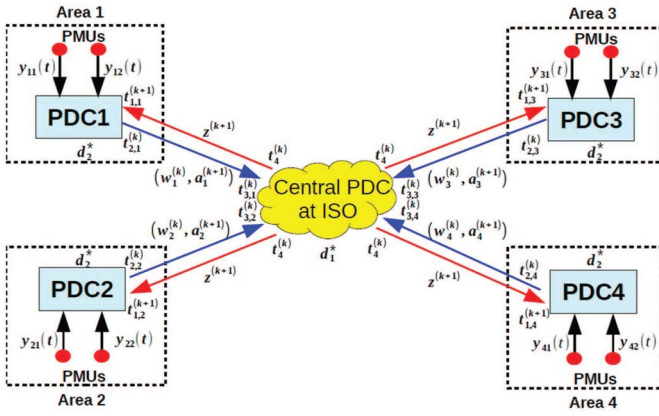 Area 1
PMUs
y11(t)
y12(t)
PDC1
d2*
t1,1^(k+1)
t2,1^(k)
z^(k+1)
t4^(k)
(w1^(k), a1^(k+1))
t3,1^(k)
t3,2^(k)
Area 3
PMUs
y31(t)
y32(t)
PDC3
d2*
t1,3^(k+1)
t2,3^(k)
z^(k+1)
t4^(k)
(w3^(k), a3^(k+1))
t3,3^(k)
t3,4^(k)
Central PDC
at ISO
d1*
(w2^(k), a2^(k+1))
t4^(k)
z^(k+1)
d2*
t2,2^(k)
PDC2
t1,2^(k+1)
y21(t)
y22(t)
PMUs
Area 2
(w4^(k), a4^(k+1))
t4^(k)
z^(k+1)
d2*
t2,4^(k)
PDC4
t1,4^(k+1)
y41(t)
y42(t)
PMUs
Area 4